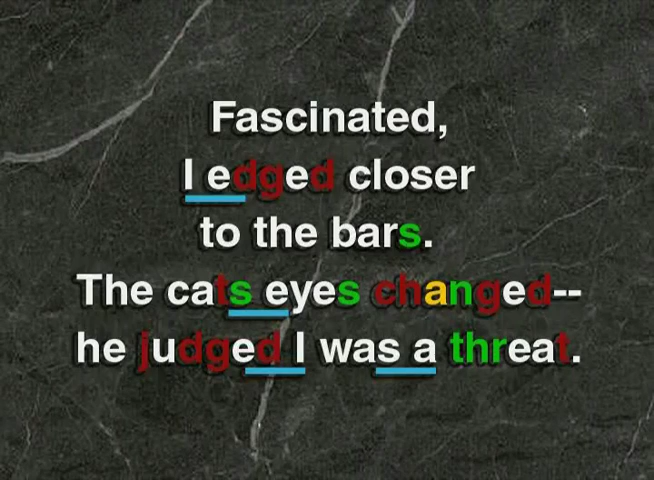 Fascinated,
I edged closer
to the bars.
The cats eyes changed--
he judged I was a threat.